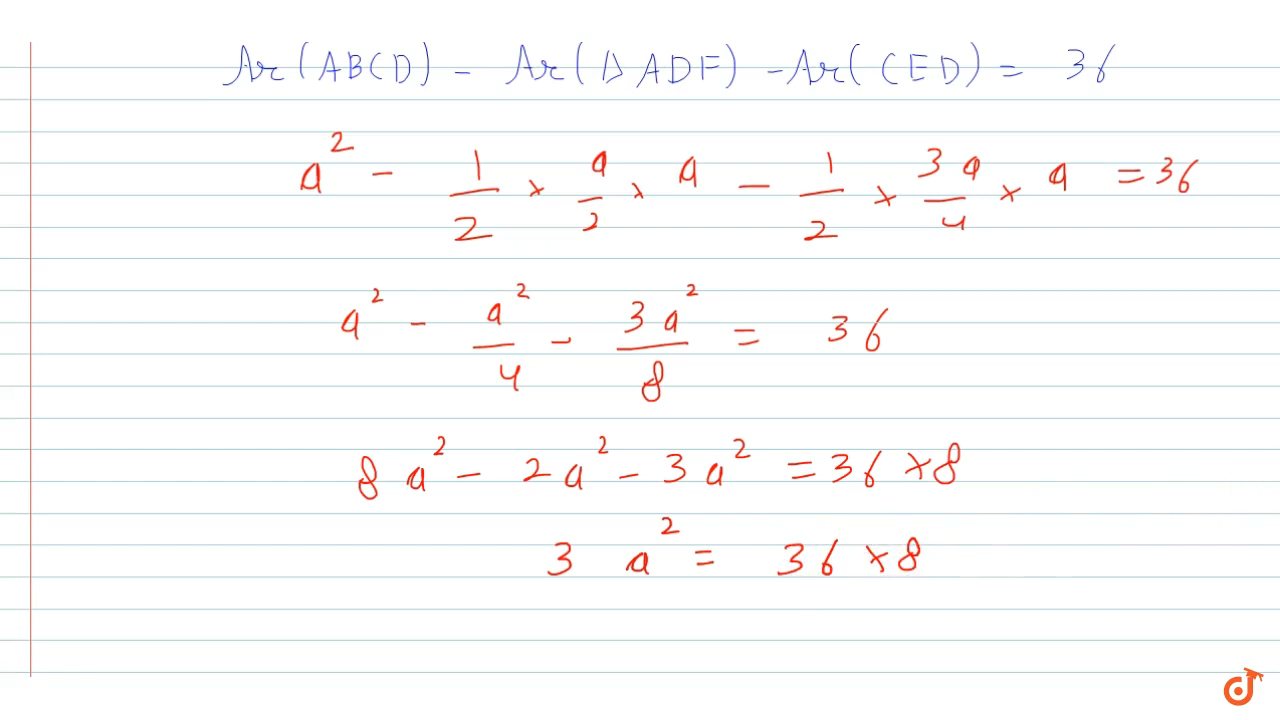 Ar(ABCD) - Ar(ΔADF) - Ar(CED) = 36
a² - 1/2 × a/2 × a - 1/2 × 3a/4 × a = 36
a² - a²/4 - 3a²/8 = 36
8a² - 2a² - 3a² = 36 × 8
3a² = 36 × 8